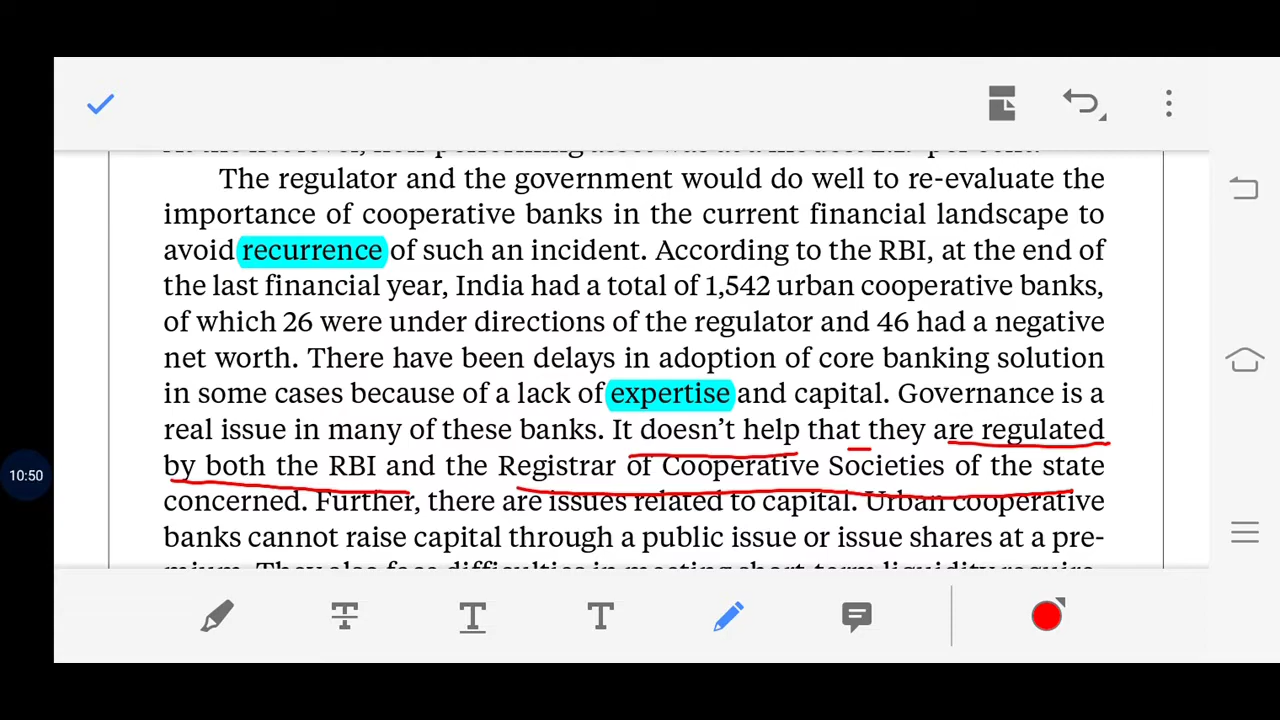 The regulator and the government would do well to re-evaluate the
importance of cooperative banks in the current financial landscape to
avoid recurrence of such an incident. According to the RBI, at the end of
the last financial year, India had a total of 1,542 urban cooperative banks,
of which 26 were under directions of the regulator and 46 had a negative
net worth. There have been delays in adoption of core banking solution
in some cases because of a lack of expertise and capital. Governance is a
real issue in many of these banks. It doesn't help that they are regulated
10:50
by both the RBI and the Registrar of Cooperative Societies of the state
concerned. Further, there are issues related to capital. Urban cooperative
banks cannot raise capital through a public issue or issue shares at a pre-
T T T